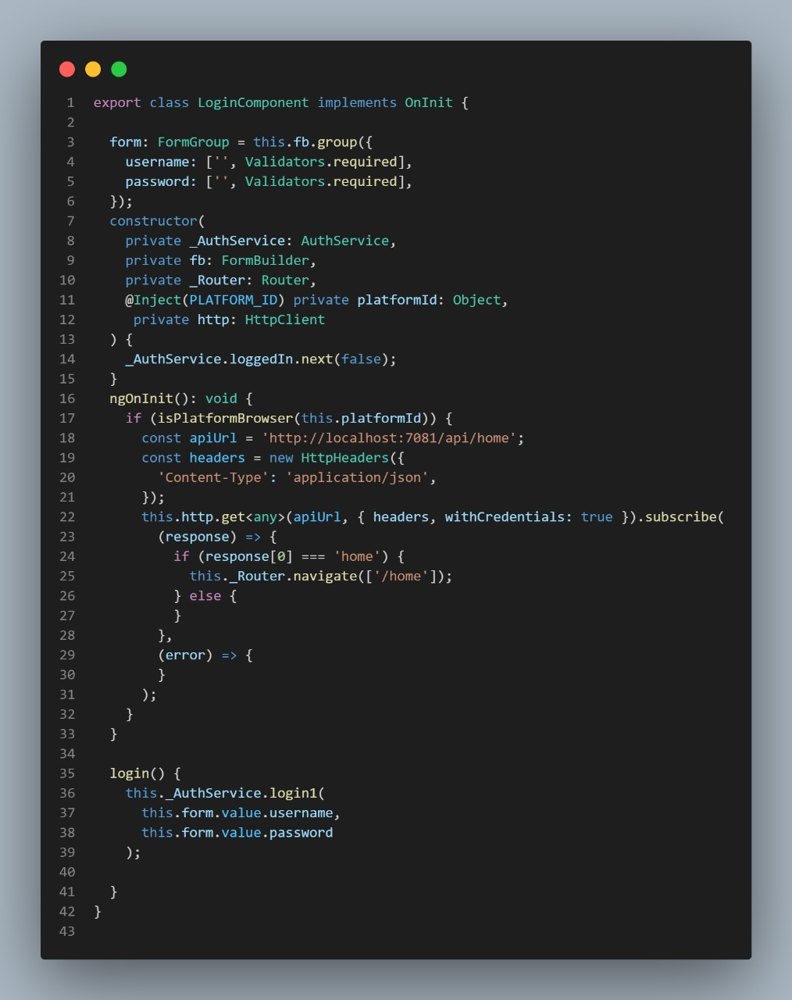 1 export class LoginComponent implements OnInit {
2
3   form: FormGroup = this.fb.group({
4     username: ['', Validators.required],
5     password: ['', Validators.required],
6   });
7   constructor(
8     private _AuthService: AuthService,
9     private fb: FormBuilder,
10     private _Router: Router,
11     @Inject(PLATFORM_ID) private platformId: Object,
12      private http: HttpClient
13   ) {
14     _AuthService.loggedIn.next(false);
15   }
16   ngOnInit(): void {
17     if (isPlatformBrowser(this.platformId)) {
18       const apiUrl = 'http://localhost:7081/api/home';
19       const headers = new HttpHeaders({
20         'Content-Type': 'application/json',
21       });
22       this.http.get<any>(apiUrl, { headers, withCredentials: true }).subscribe(
23         (response) => {
24           if (response[0] === 'home') {
25             this._Router.navigate(['/home']);
26           } else {
27           }
28         },
29         (error) => {
30         }
31       );
32     }
33   }
34
35   login() {
36     this._AuthService.login1(
37       this.form.value.username,
38       this.form.value.password
39     );
40
41   }
42 }
43